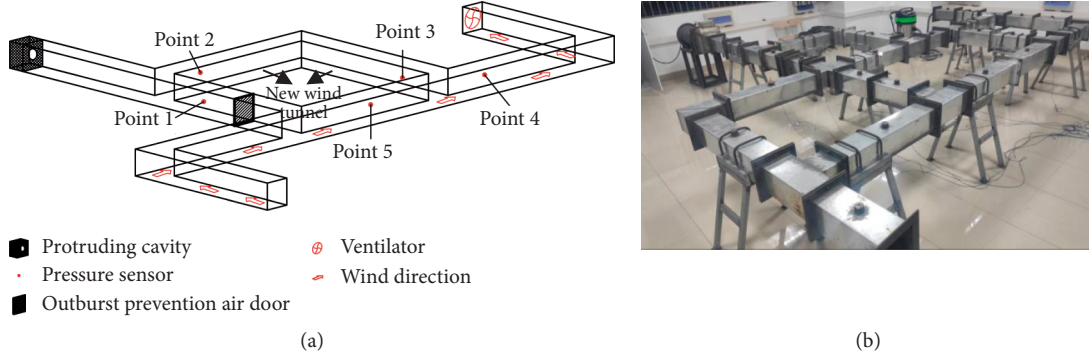 Point 2
Point 3
New wind
tunnel
Point 1
Point 4
Point 5
Protruding cavity
Ventilator
Pressure sensor
Wind direction
Outburst prevention air door
(a)
(b)